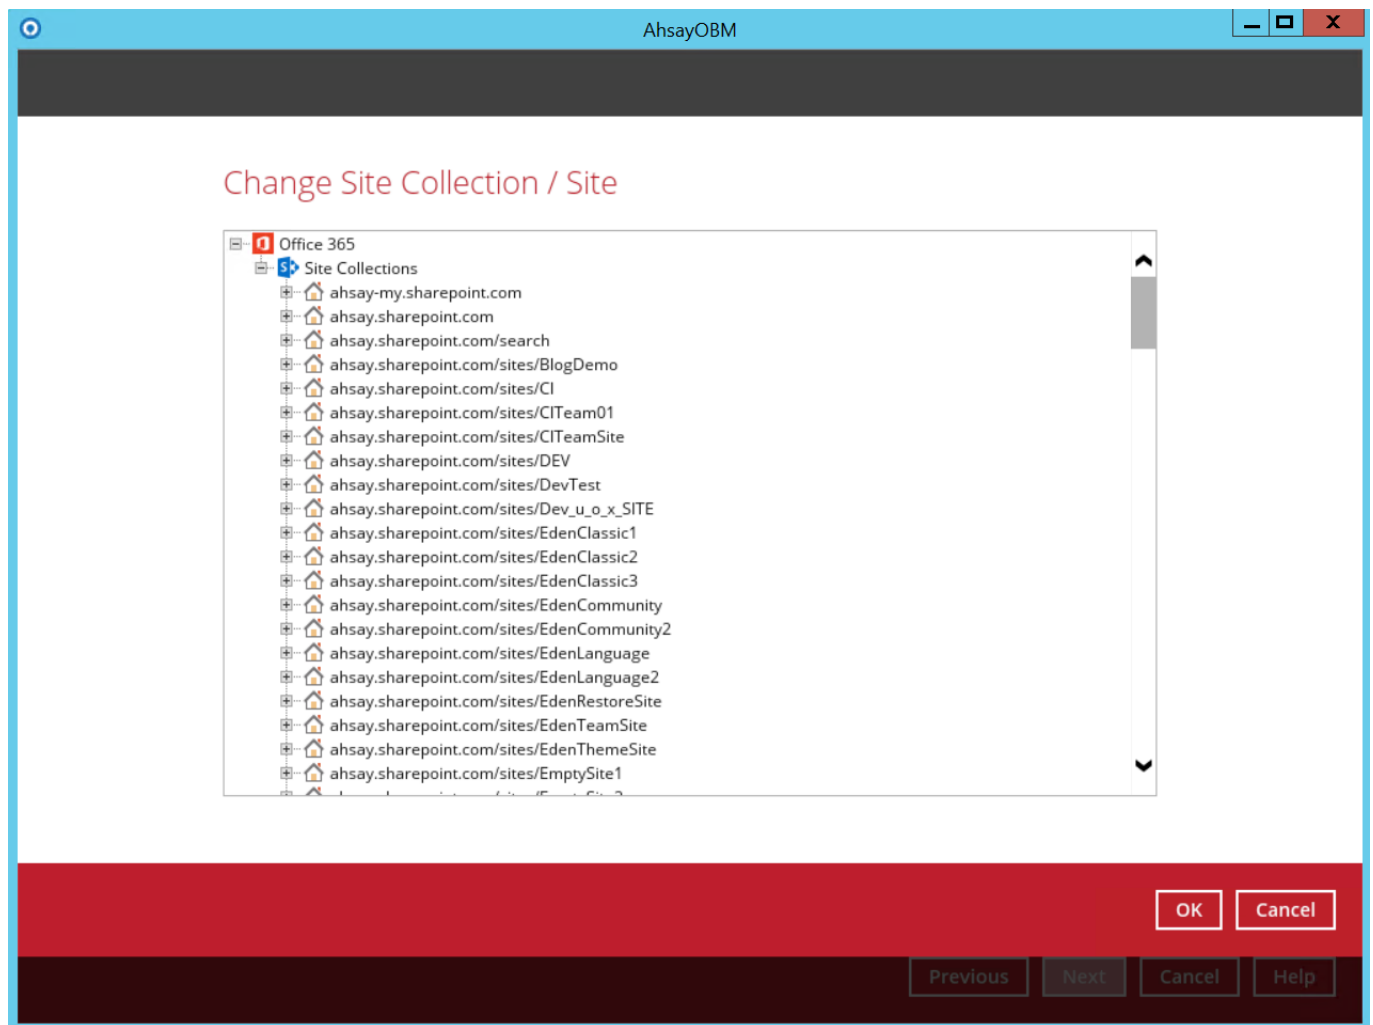 AhsayOBM
Change Site Collection / Site
Office 365
Site Collections
ahsay-my.sharepoint.com
ahsay.sharepoint.com
ahsay.sharepoint.com/search
ahsay.sharepoint.com/sites/BlogDemo
ahsay.sharepoint.com/sites/CI
ahsay.sharepoint.com/sites/CITeam01
ahsay.sharepoint.com/sites/CITeamSite
ahsay.sharepoint.com/sites/DEV
ahsay.sharepoint.com/sites/DevTest
ahsay.sharepoint.com/sites/Dev_u_o_x_SITE
ahsay.sharepoint.com/sites/EdenClassic1
ahsay.sharepoint.com/sites/EdenClassic2
ahsay.sharepoint.com/sites/EdenClassic3
ahsay.sharepoint.com/sites/EdenCommunity
ahsay.sharepoint.com/sites/EdenCommunity2
ahsay.sharepoint.com/sites/EdenLanguage
ahsay.sharepoint.com/sites/EdenLanguage2
ahsay.sharepoint.com/sites/EdenRestoreSite
ahsay.sharepoint.com/sites/EdenTeamSite
ahsay.sharepoint.com/sites/EdenThemeSite
ahsay.sharepoint.com/sites/EmptySite1
OK Cancel
Previous Next Cancel Help